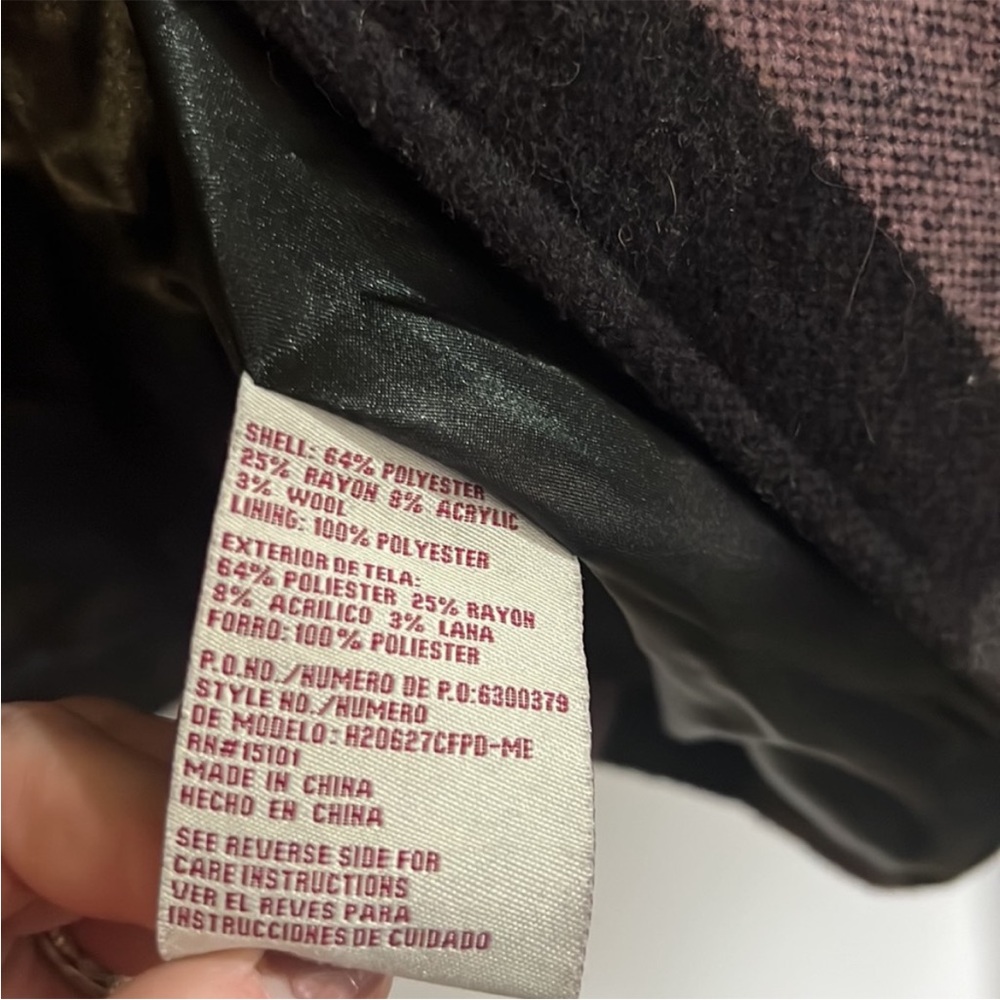 SHELL: 64% POLYESTER
25% RAYON 8% ACRYLIC
3% WOOL
LINING: 100% POLYESTER
EXTERIOR DE TELA:
64% POLIESTER 25% RAYON
8% ACRILICO 3% LANA
FORRO: 100% POLIESTER
P.O.NO./NUMERO DE P.O:6300379
STYLE NO./NUMERO
DE MODELO: H20627CFPD-ME
RN#15101
MADE IN CHINA
HECHO EN CHINA
SEE REVERSE SIDE FOR
CARE INSTRUCTIONS
VER EL REVES PARA
INSTRUCCIONES DE CUIDADO